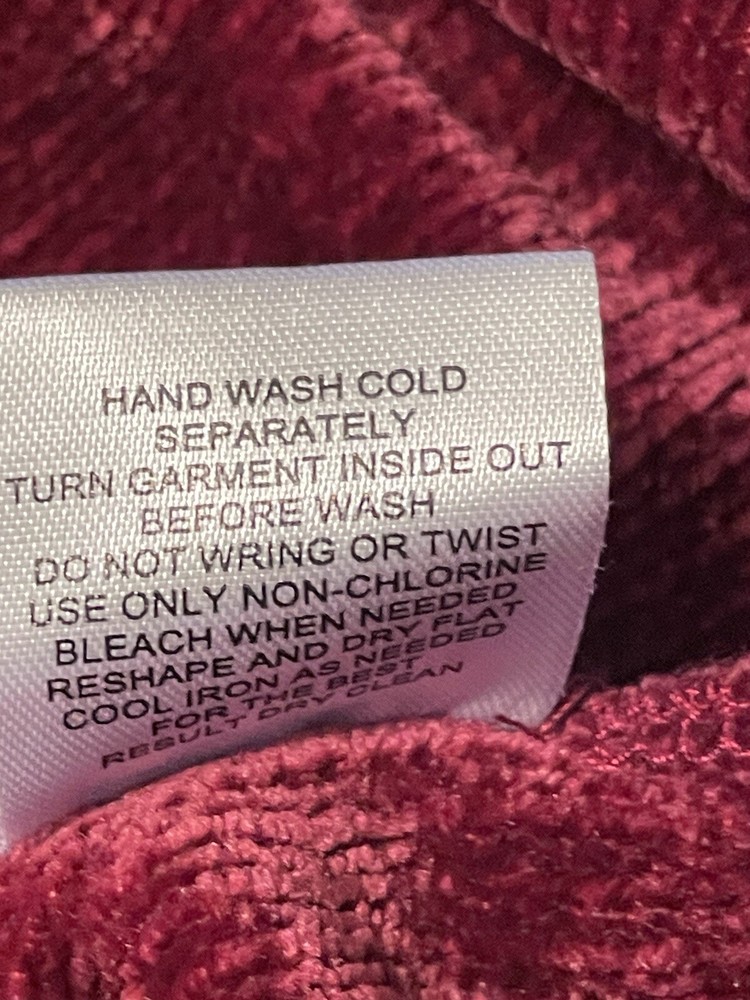 HAND WASH COLD
SEPARATELY
TURN GARMENT INSIDE OUT
BEFORE WASH
DO NOT WRING OR TWIST
USE ONLY NON-CHLORINE
BLEACH WHEN NEEDED
RESHAPE AND DRY FLAT
COOL IRON AS NEEDED
FOR THE BEST
RESULT DRY CLEAN